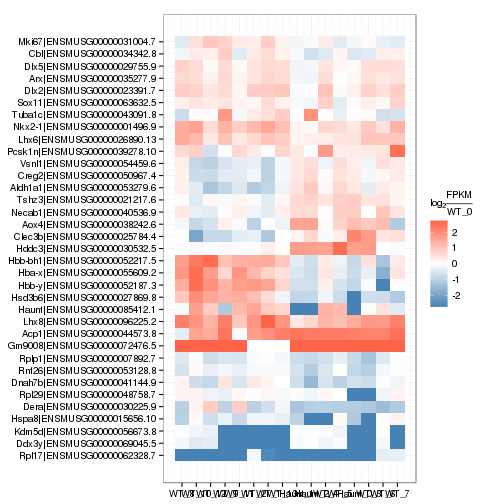 Mki67|ENSMUSG00000031004.7
Cbl|ENSMUSG00000034342.8
Dlx5|ENSMUSG00000029755.9
Arx|ENSMUSG00000035277.9
Dlx2|ENSMUSG00000023391.7
Sox11|ENSMUSG00000063632.5
Tuba1c|ENSMUSG00000043091.8
Nkx2-1|ENSMUSG00000001496.9
Lhx6|ENSMUSG00000026890.13
Pcsk1n|ENSMUSG00000039278.10
Vsnl1|ENSMUSG00000054459.6
Creg2|ENSMUSG00000050967.4
Aldh1a1|ENSMUSG00000053279.6
Tshz3|ENSMUSG00000021217.6
Necab1|ENSMUSG00000040536.9
Aox4|ENSMUSG00000038242.6
Clec3b|ENSMUSG00000025784.4
Hddc3|ENSMUSG00000030532.5
Hbb-bh1|ENSMUSG00000052217.5
Hba-x|ENSMUSG00000055609.2
Hbb-y|ENSMUSG00000052187.3
Hsd3b6|ENSMUSG00000027869.8
Haunt|ENSMUSG00000085412.1
Lhx8|ENSMUSG00000096225.2
Acp1|ENSMUSG00000044573.8
Gm9008|ENSMUSG00000072476.5
Rplp1|ENSMUSG00000007892.7
Rnf26|ENSMUSG00000053128.8
Dnah7b|ENSMUSG00000041144.9
Rpl29|ENSMUSG00000048758.7
Dera|ENSMUSG00000030225.9
Hspa8|ENSMUSG00000015656.10
Kdm5d|ENSMUSG00000056673.8
Ddx3y|ENSMUSG00000069045.5
Rpl17|ENSMUSG00000062328.7
log2 FPKM
WT_0
2
1
0
-1
-2